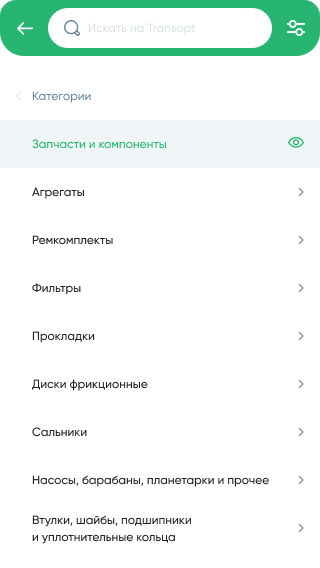 Искать на Transopt
Категории
Запчасти и компоненты
Агрегаты
Ремкомплекты
Фильтры
Прокладки
Диски фрикционные
Сальники
Насосы, барабаны, планетарки и прочее
Втулки, шайбы, подшипники
и уплотнительные кольца